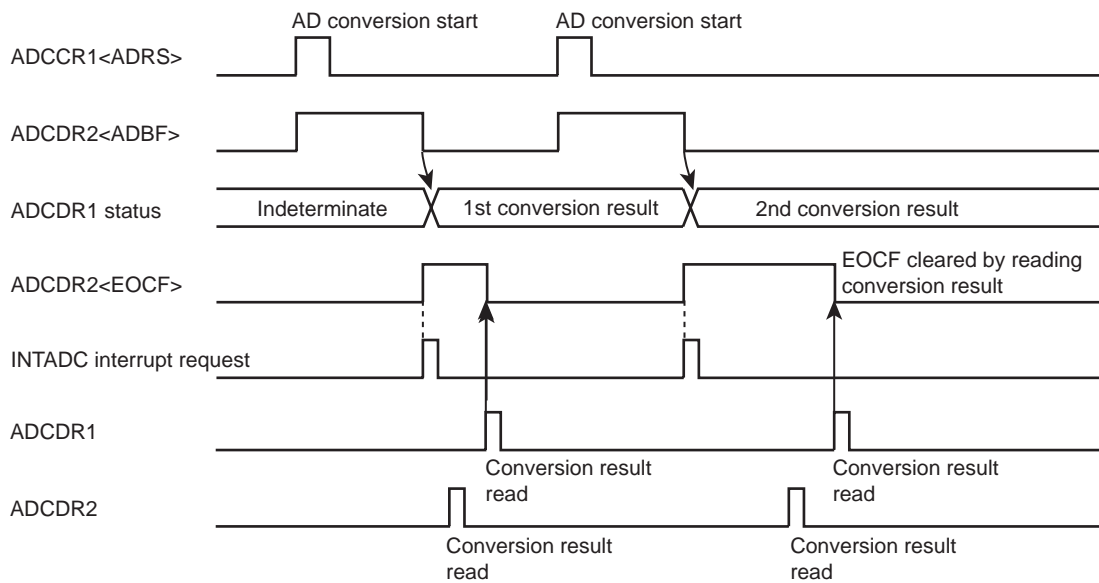 AD conversion start
AD conversion start
ADCCR1<ADRS>
ADCDR2<ADBF>
ADCDR1 status
Indeterminate
1st conversion result
2nd conversion result
ADCDR2<EOCF>
EOCF cleared by reading
conversion result
INTADC interrupt request
ADCDR1
Conversion result
read
Conversion result
read
ADCDR2
Conversion result
read
Conversion result
read